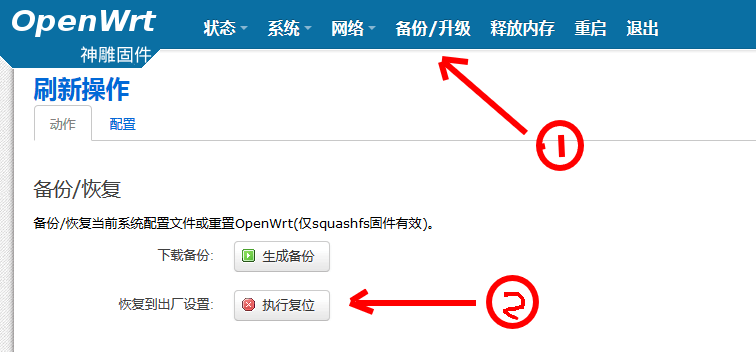 OpenWrt
神雕固件
状态 系统 网络 备份/升级 释放内存 重启 退出
刷新操作
动作 配置
1
备份/恢复
备份/恢复当前系统配置文件或重置OpenWrt(仅squashfs固件有效)。
下载备份: 生成备份
恢复到出厂设置: 执行复位
2